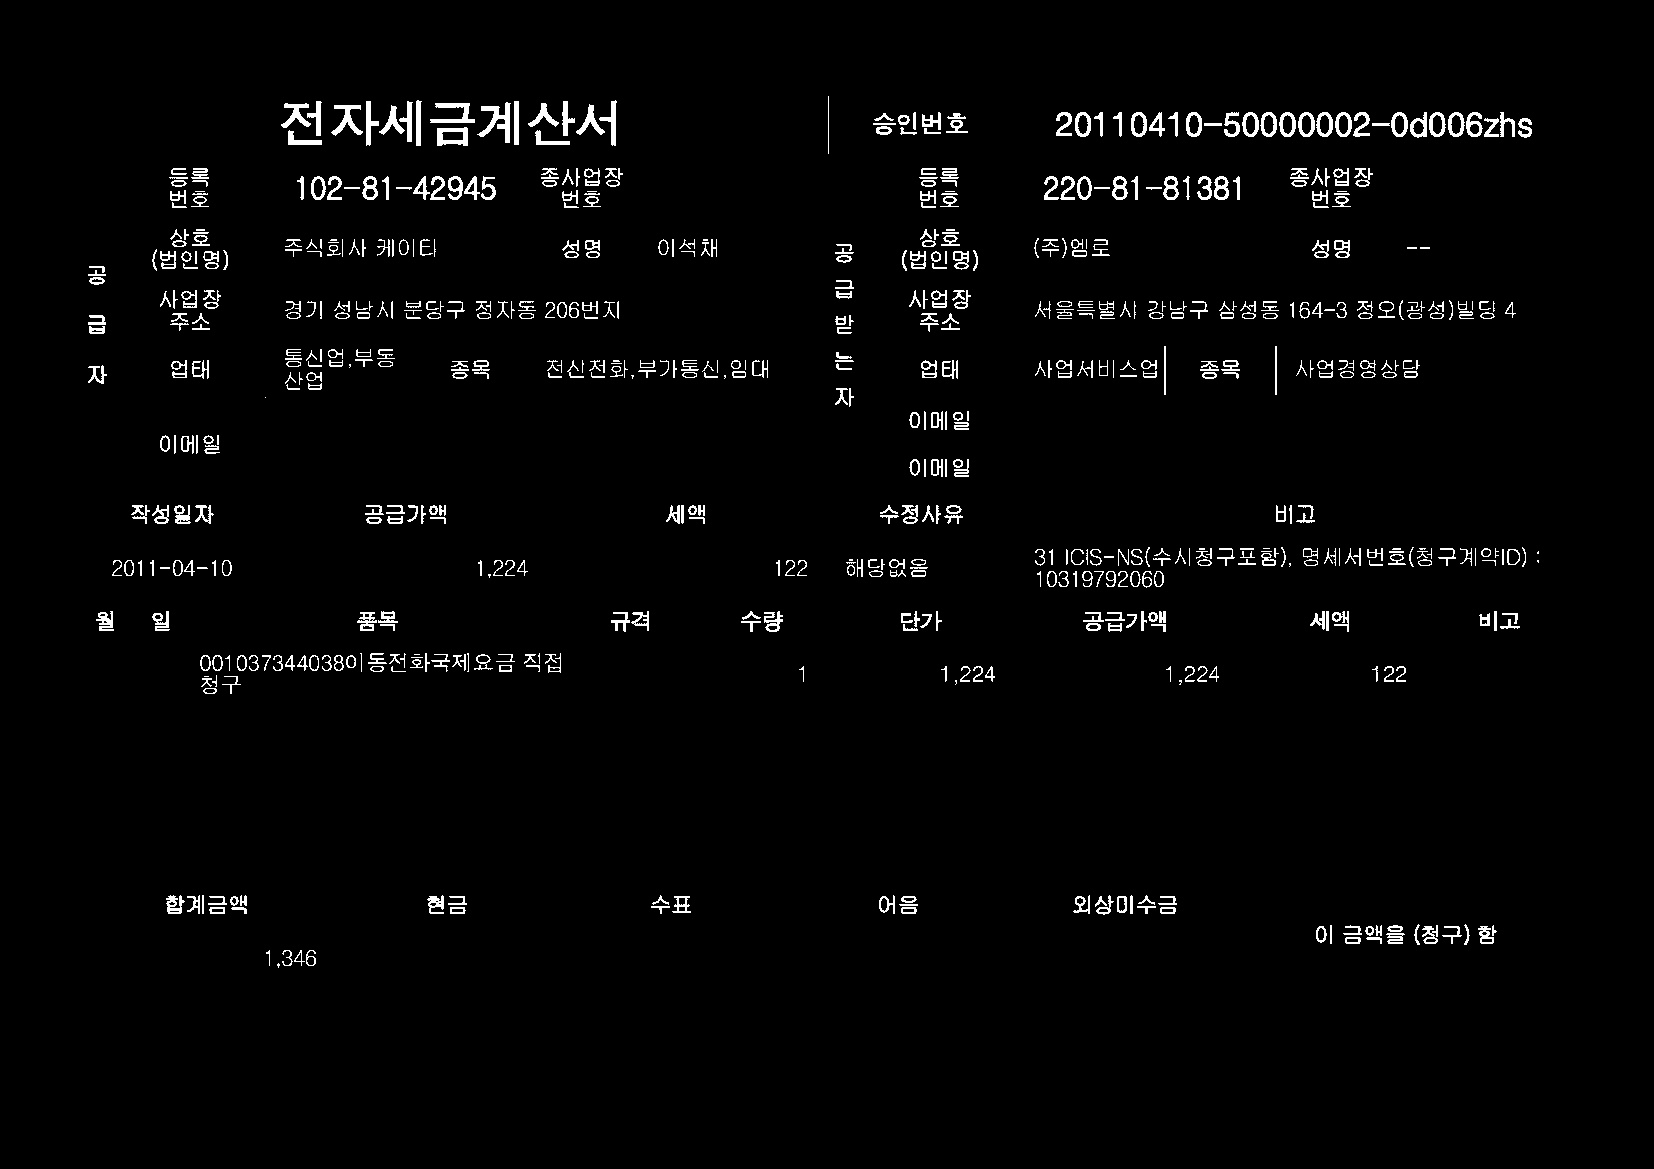 전자세금계산서
승인번호 20110410-50000002-0d006zhs
등록번호 102-81-42945 종사업장번호
등록번호 220-81-81381 종사업장번호
공급자
상호(법인명) 주식회사 케이티 성명 이석채
공급받는자
상호(법인명) (주)엠로 성명 --
사업장주소 경기 성남시 분당구 정자동 206번지
사업장주소 서울특별시 강남구 삼성동 164-3 정오(광성)빌딩 4
업태 통신업,부동산업 종목 전신전화,부가통신,임대
업태 사업서비스업 종목 사업경영상담
이메일
이메일
이메일
작성일자 공급가액 세액 수정사유 비고
2011-04-10 1,224 122 해당없음 31 ICIS-NS(수시청구포함), 명세서번호(청구계약ID) :
10319792060
월 일 품목 규격 수량 단가 공급가액 세액 비고
001037344038이동전화국제요금 직접
청구 1 1,224 1,224 122
합계금액 현금 수표 어음 외상미수금
이 금액을 (청구) 함
1,346